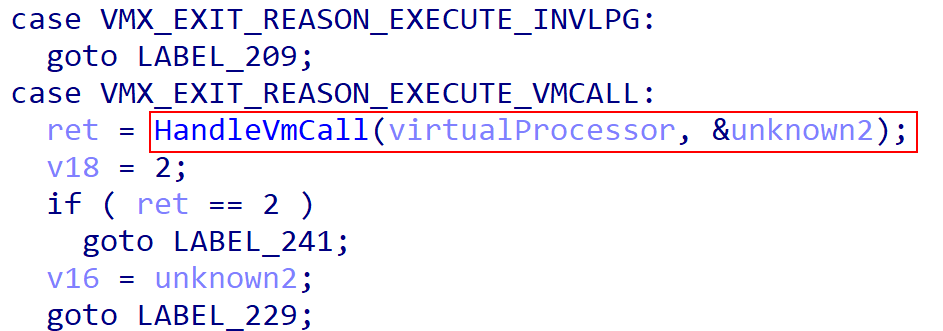 case VMX_EXIT_REASON_EXECUTE_INVLPG:
goto LABEL_209;
case VMX_EXIT_REASON_EXECUTE_VMCALL:
ret = HandleVmCall(virtualProcessor, &unknown2);
v18 = 2;
if ( ret == 2 )
goto LABEL_241;
v16 = unknown2;
goto LABEL_229;